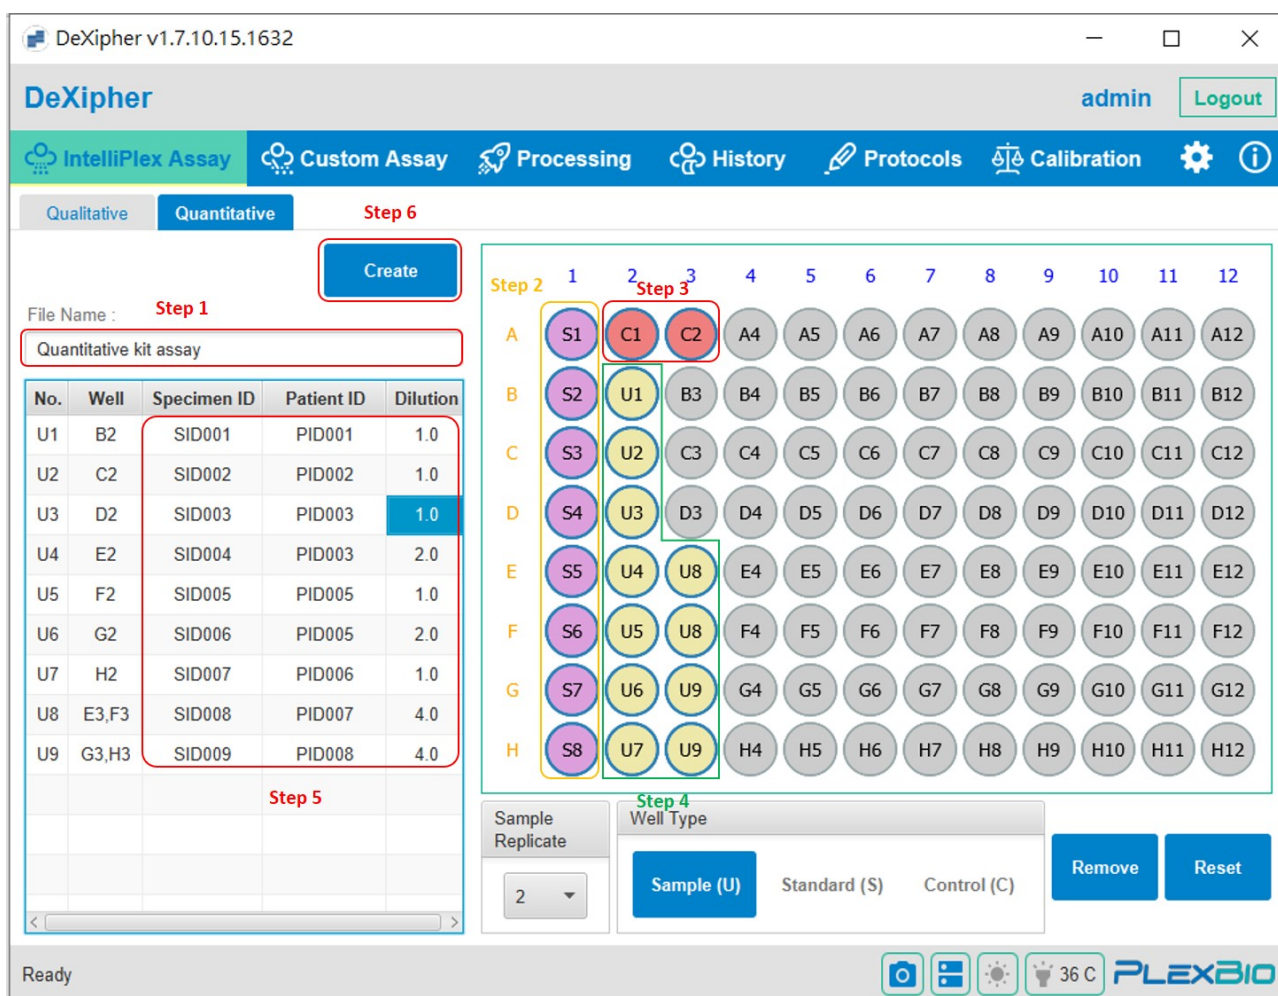 DeXipher v1.7.10.15.1632
DeXipher
admin
Logout
IntelliPlex Assay
Custom Assay
Processing
History
Protocols
Calibration
Qualitative
Quantitative
Step 6
Create
File Name :
Step 1
Quantitative kit assay
No. Well Specimen ID Patient ID Dilution
U1 B2 SID001 PID001 1.0
U2 C2 SID002 PID002 1.0
U3 D2 SID003 PID003 1.0
U4 E2 SID004 PID003 2.0
U5 F2 SID005 PID005 1.0
U6 G2 SID006 PID005 2.0
U7 H2 SID007 PID006 1.0
U8 E3,F3 SID008 PID007 4.0
U9 G3,H3 SID009 PID008 4.0
Step 5
Step 2
1 2 3 4 5 6 7 8 9 10 11 12
Step 3
A S1 C1 C2 A4 A5 A6 A7 A8 A9 A10 A11 A12
B S2 U1 B3 B4 B5 B6 B7 B8 B9 B10 B11 B12
C S3 U2 C3 C4 C5 C6 C7 C8 C9 C10 C11 C12
D S4 U3 D3 D4 D5 D6 D7 D8 D9 D10 D11 D12
E S5 U4 U8 E4 E5 E6 E7 E8 E9 E10 E11 E12
F S6 U5 U8 F4 F5 F6 F7 F8 F9 F10 F11 F12
G S7 U6 U9 G4 G5 G6 G7 G8 G9 G10 G11 G12
H S8 U7 U9 H4 H5 H6 H7 H8 H9 H10 H11 H12
Step 4
Sample
Replicate
2
Well Type
Sample (U)
Standard (S)
Control (C)
Remove
Reset
Ready
36 C
PLEXBIO